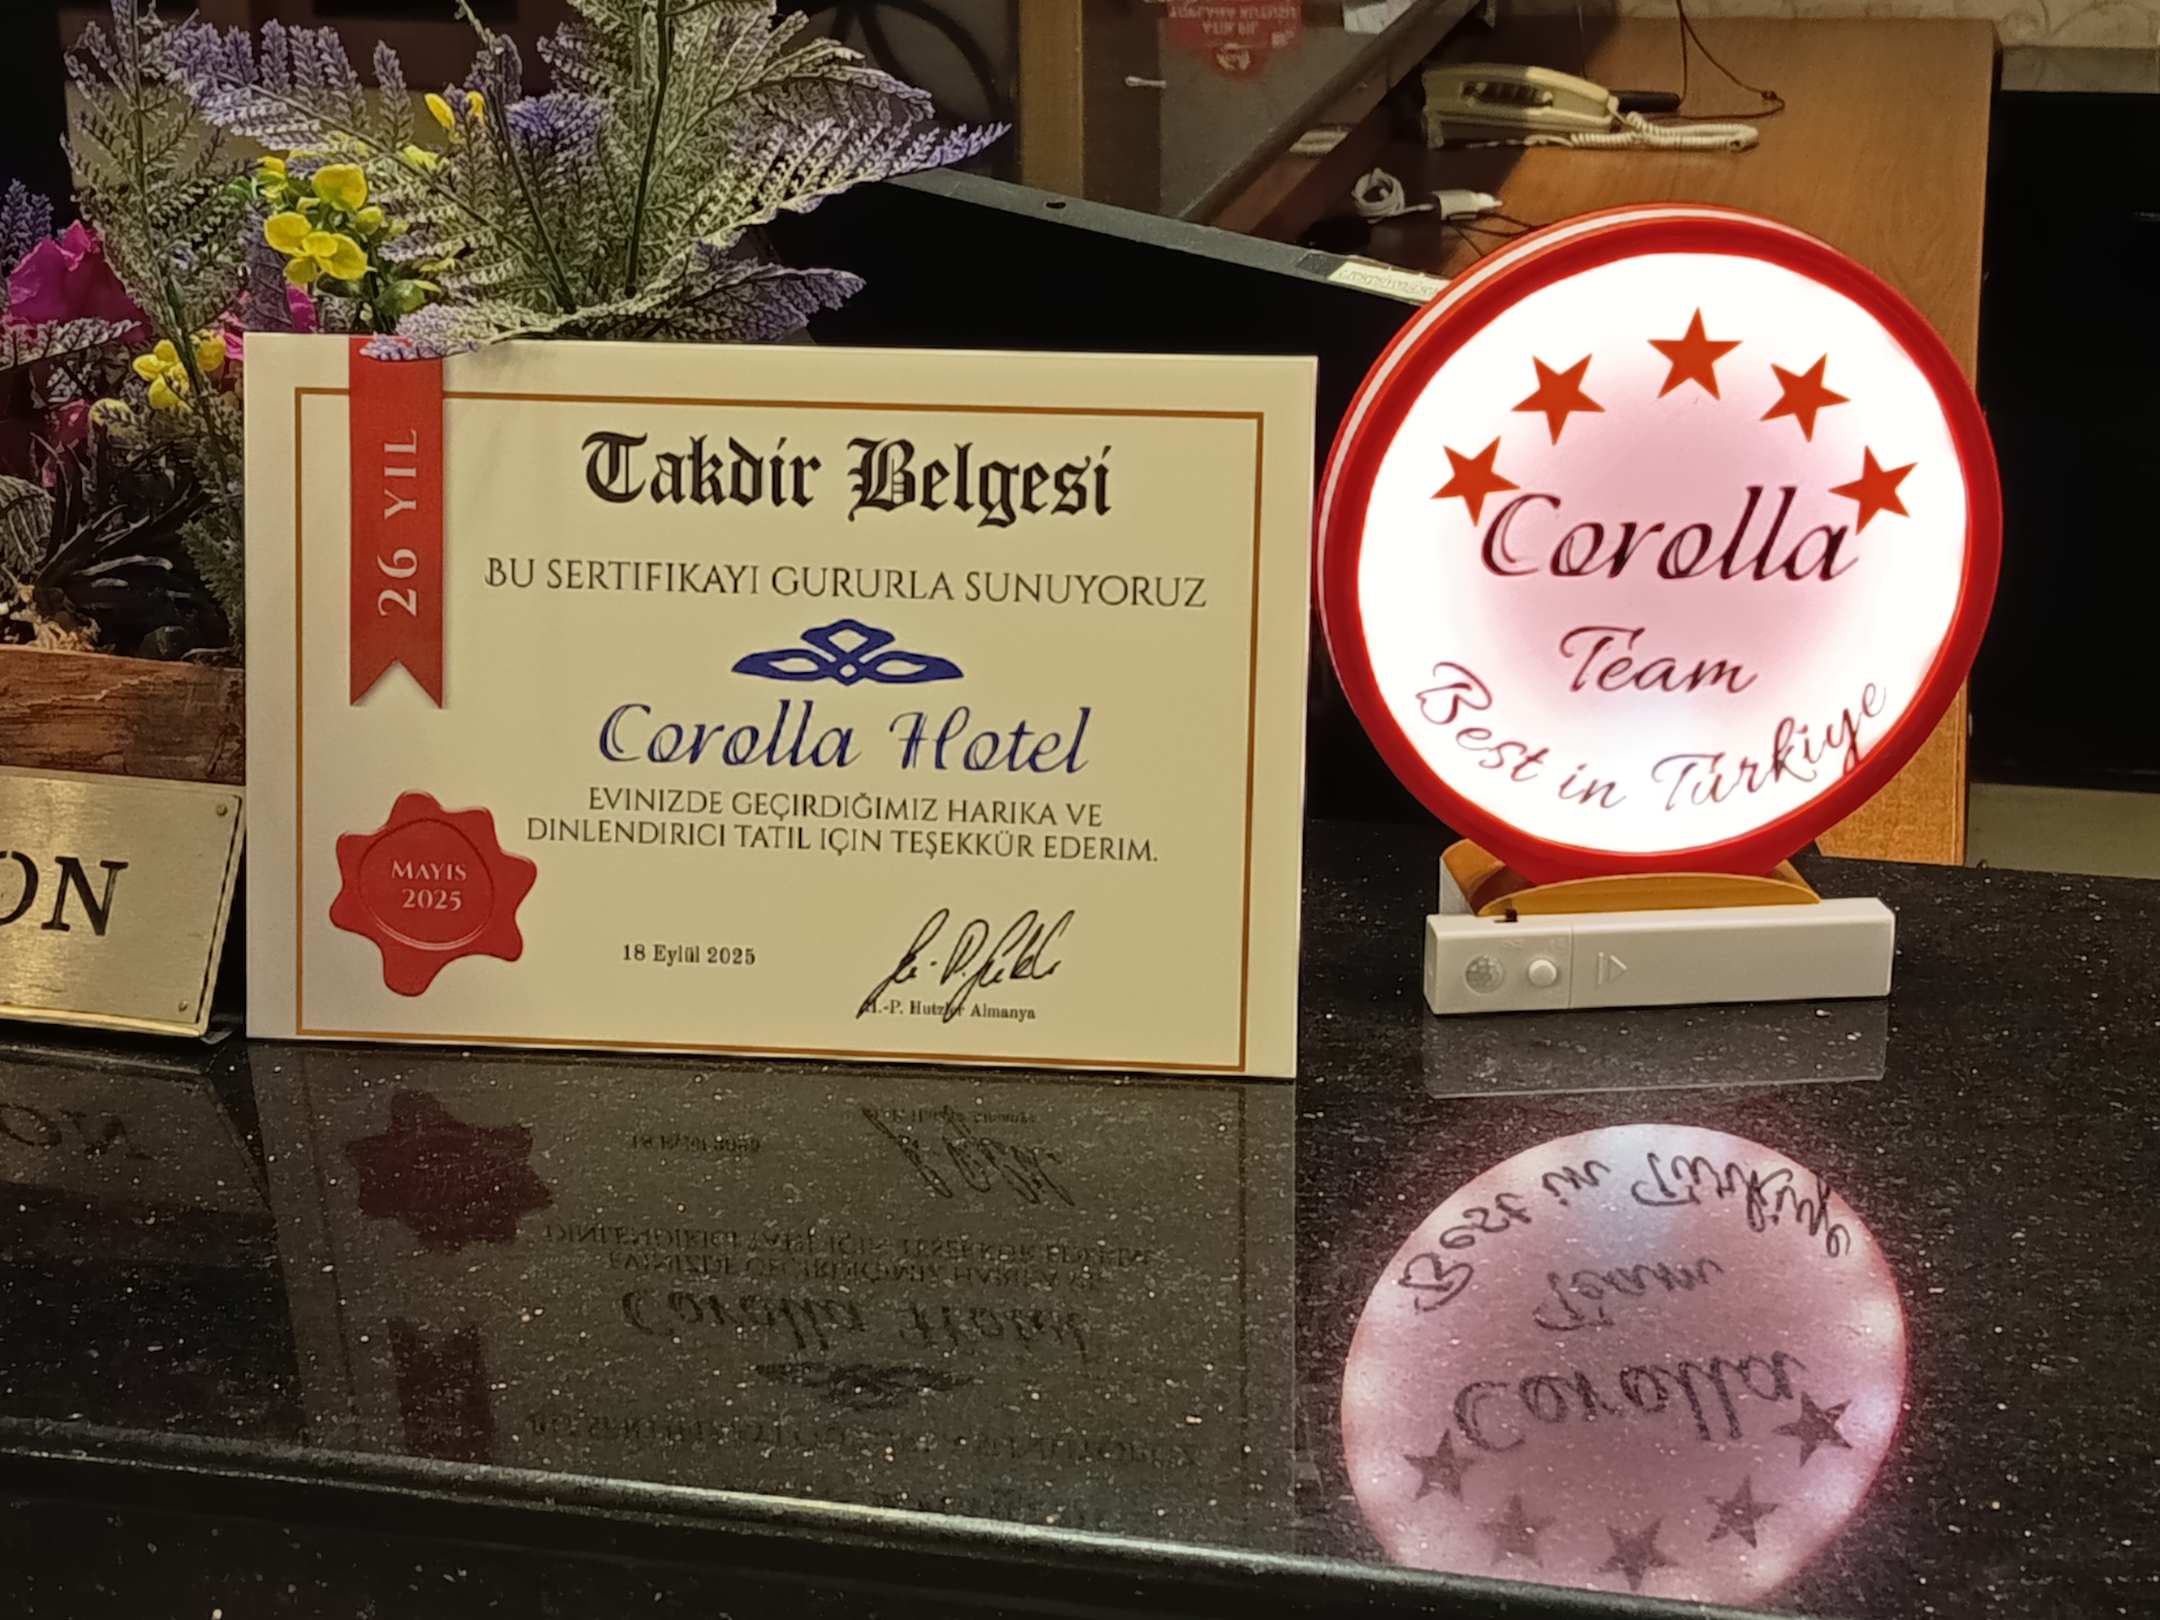 26 YIL
Takdir Belgesi
BU SERTIFIKAYI GURURLA SUNUYORUZ
Corolla Hotel
EVINIZDE GEÇIRDIĞIMIZ HARIKA VE
DINLENDIRICI TATIL IÇIN TEŞEKKÜR EDERIM.
MAYIS
2025
18 Eylül 2025
H.-P. Hutzler Almanya
ON
Corolla
Team
Best in Türkiye